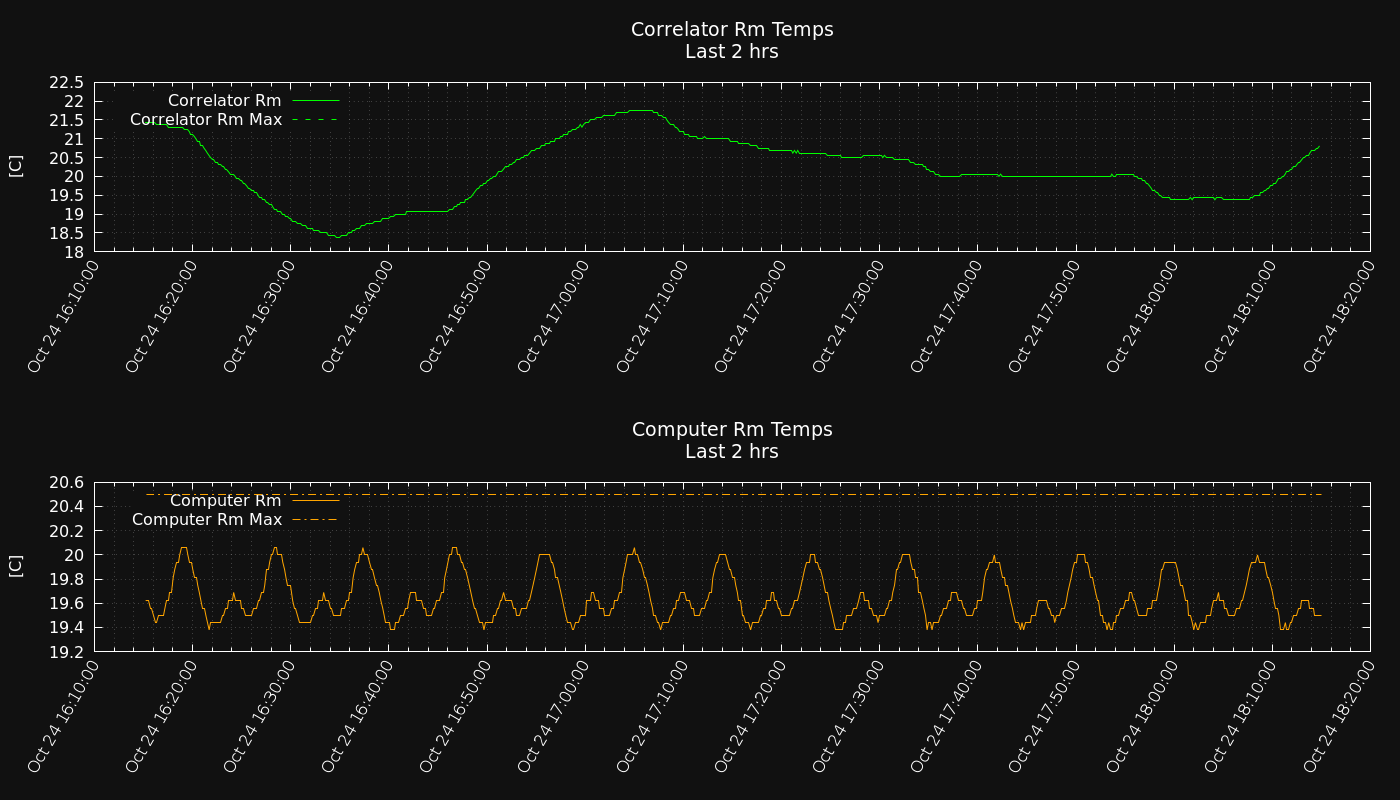 Correlator Rm Temps
Last 2 hrs
22.5
22
21.5
21
20.5
20
19.5
19
18.5
18
[C]
Correlator Rm
Correlator Rm Max
Oct 24 16:10:00
Oct 24 16:20:00
Oct 24 16:30:00
Oct 24 16:40:00
Oct 24 16:50:00
Oct 24 17:00:00
Oct 24 17:10:00
Oct 24 17:20:00
Oct 24 17:30:00
Oct 24 17:40:00
Oct 24 17:50:00
Oct 24 18:00:00
Oct 24 18:10:00
Oct 24 18:20:00
Computer Rm Temps
Last 2 hrs
20.6
20.4
20.2
20
19.8
19.6
19.4
19.2
[C]
Computer Rm
Computer Rm Max
Oct 24 16:10:00
Oct 24 16:20:00
Oct 24 16:30:00
Oct 24 16:40:00
Oct 24 16:50:00
Oct 24 17:00:00
Oct 24 17:10:00
Oct 24 17:20:00
Oct 24 17:30:00
Oct 24 17:40:00
Oct 24 17:50:00
Oct 24 18:00:00
Oct 24 18:10:00
Oct 24 18:20:00